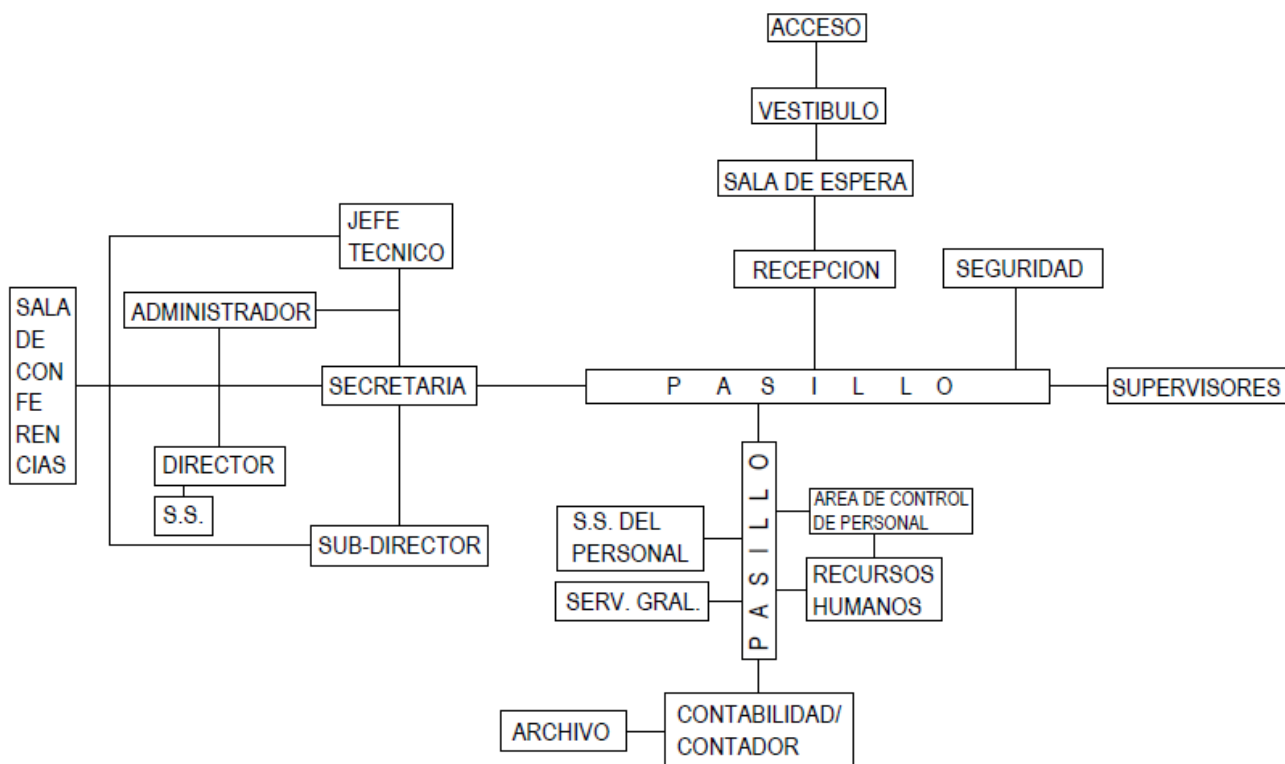 ACCESO
VESTIBULO
SALA DE ESPERA
JEFE
TECNICO
RECEPCION
SEGURIDAD
ADMINISTRADOR
SALA
DE
CON
FE
REN
CIAS
SECRETARIA
P A S I L L O
SUPERVISORES
DIRECTOR
S.S.
SUB-DIRECTOR
P A S I L L O
S.S. DEL
PERSONAL
AREA DE CONTROL
DE PERSONAL
SERV. GRAL.
RECURSOS
HUMANOS
ARCHIVO
CONTABILIDAD/
CONTADOR